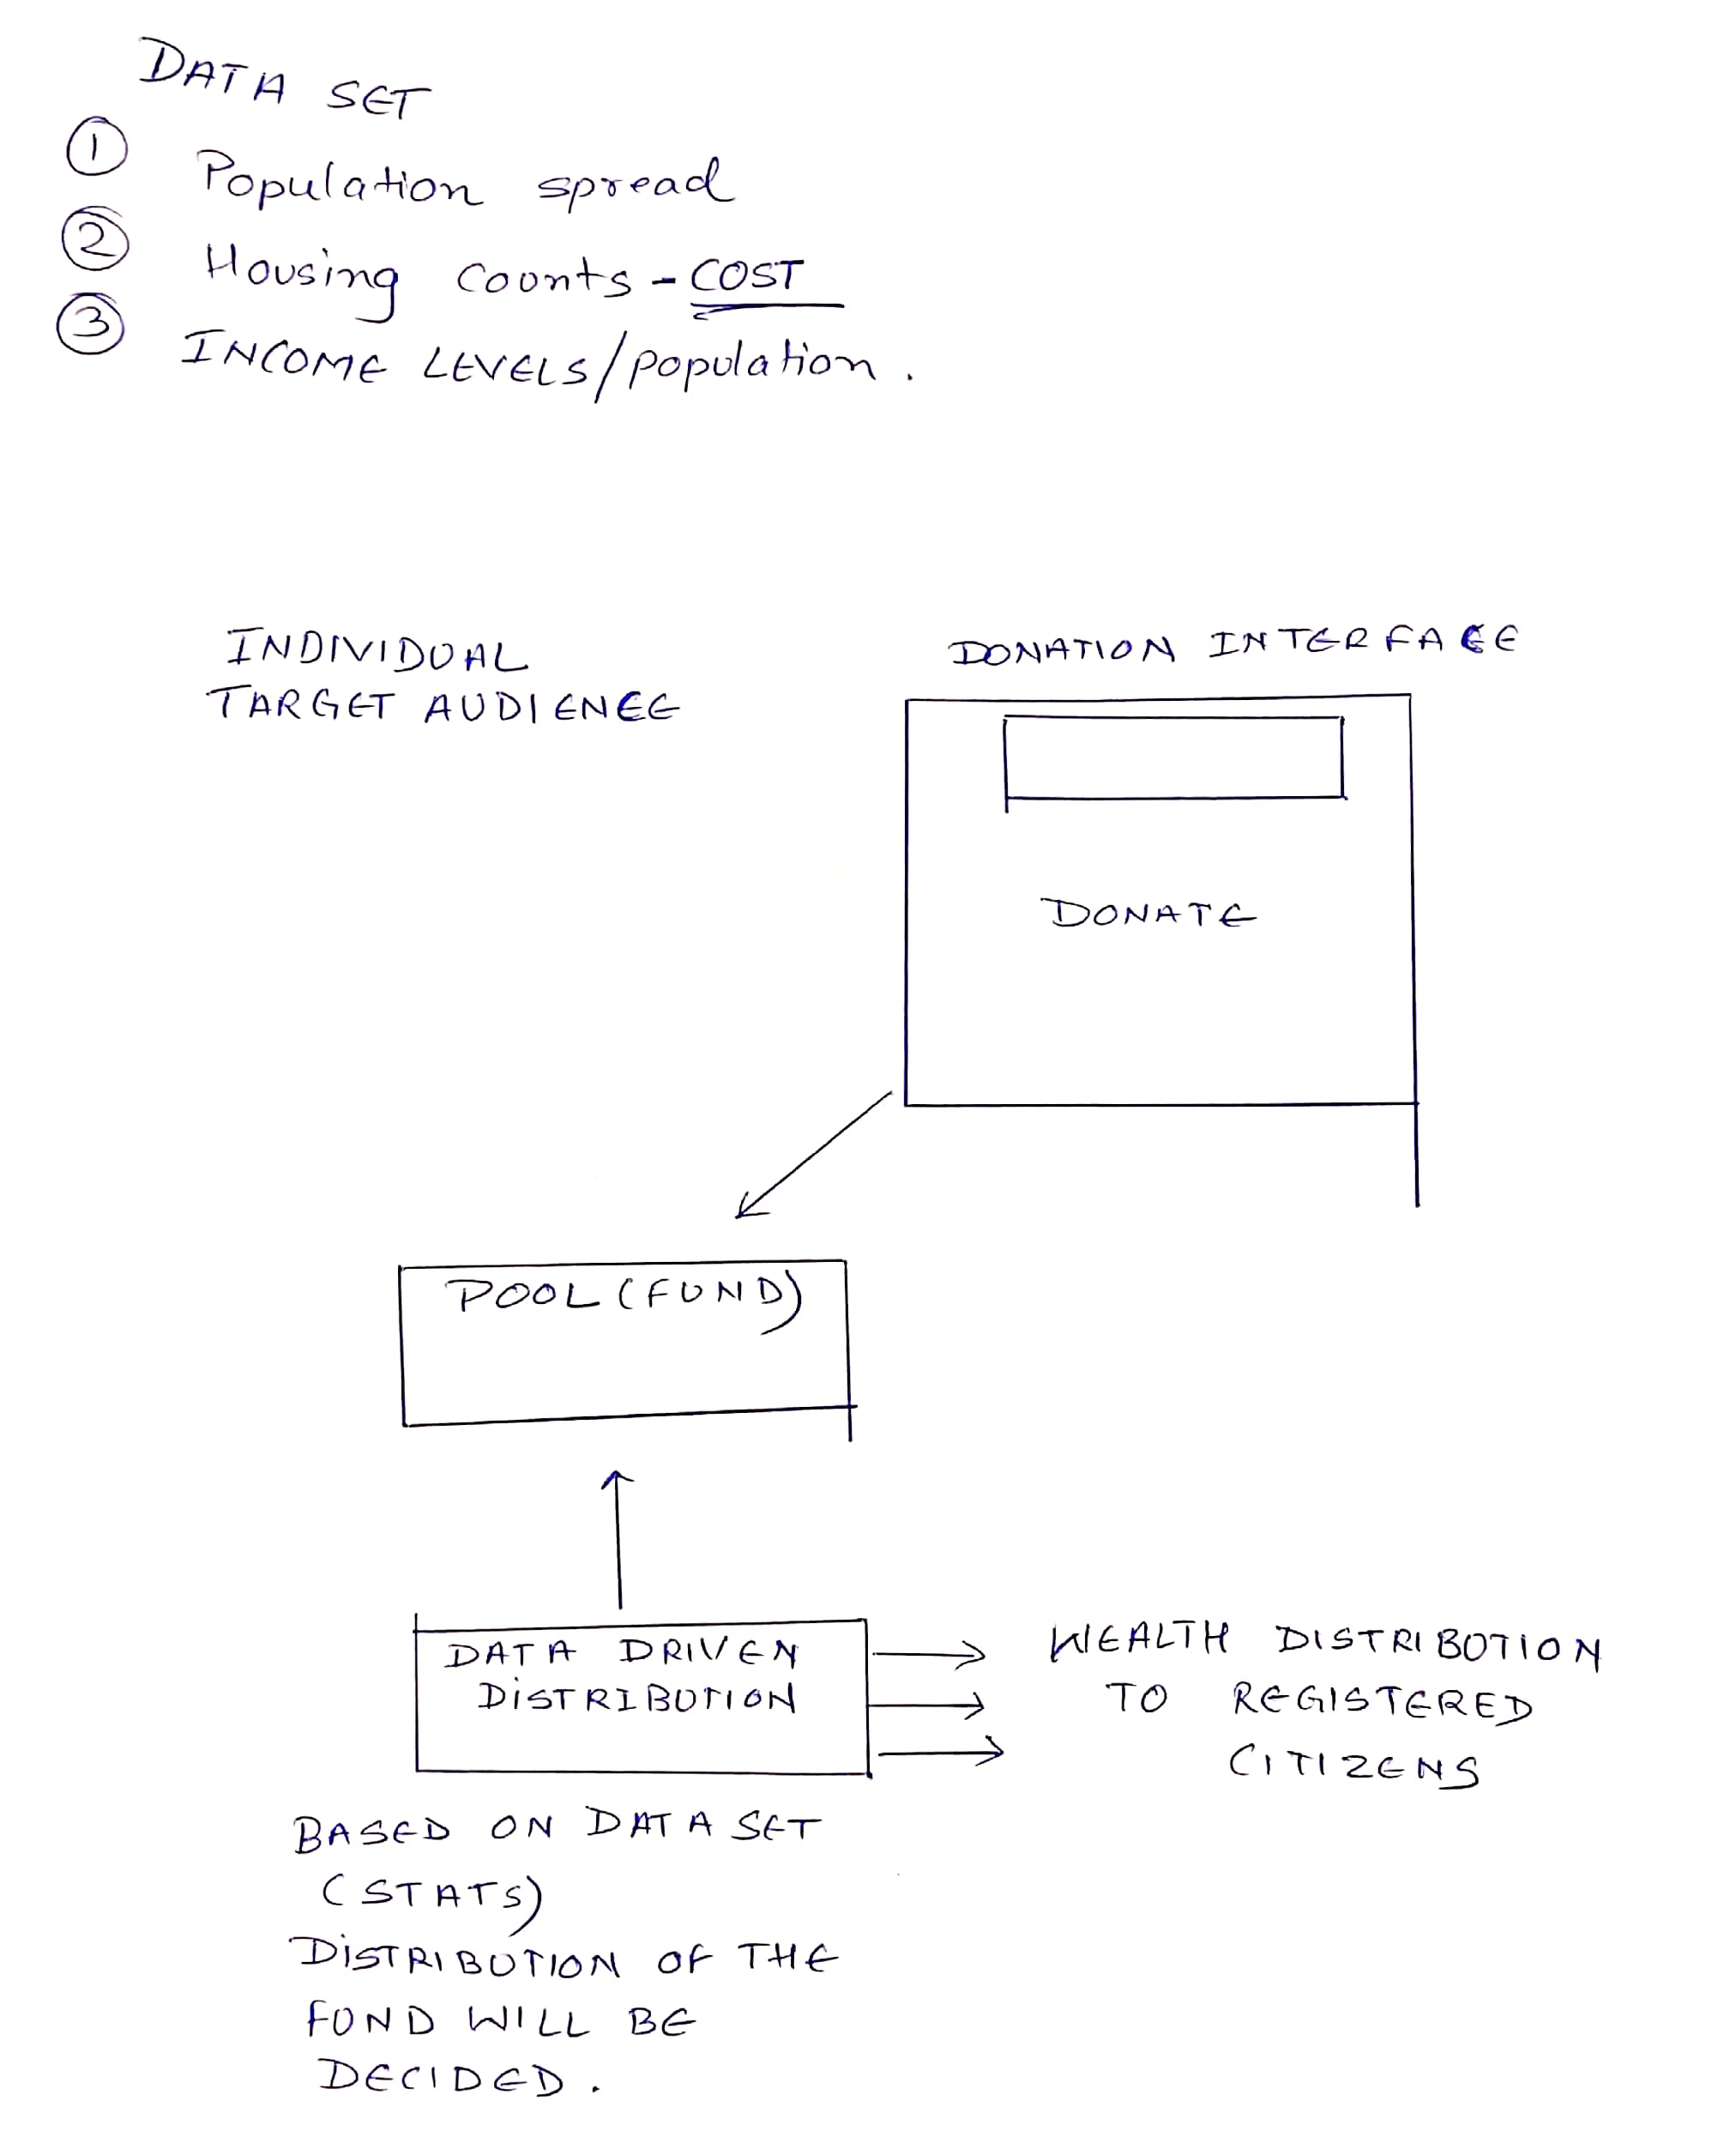 DATA SET
① Population spread
② Housing Counts - COST
③ INCOME LEVELS/population.
INDIVIDUAL
TARGET AUDIENCE
DONATION INTERFACE
DONATE
POOL (FUND)
DATA DRIVEN
DISTRIBUTION
WEALTH DISTRIBUTION
TO REGISTERED
CITIZENS
BASED ON DATA SET
(STATS)
DISTRIBUTION OF THE
FUND WILL BE
DECIDED.